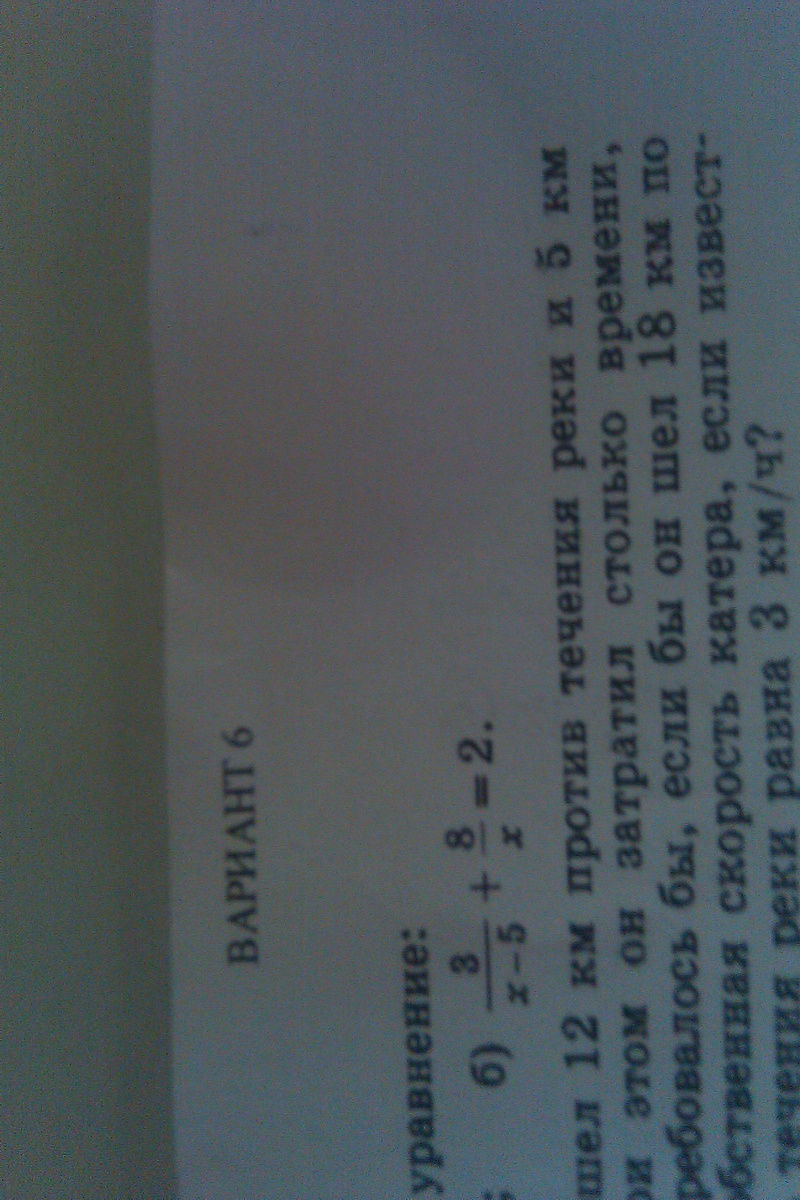 ВАРИАНТ 6
уравнение:
; б) 3/(x−5) + 8/x = 2.
шел 12 км против течения реки и 5 км
ри этом он затратил столько времени,
ребовалось бы, если бы он шел 18 км по
бственная скорость катера, если извест-
течения реки равна 3 км/ч?